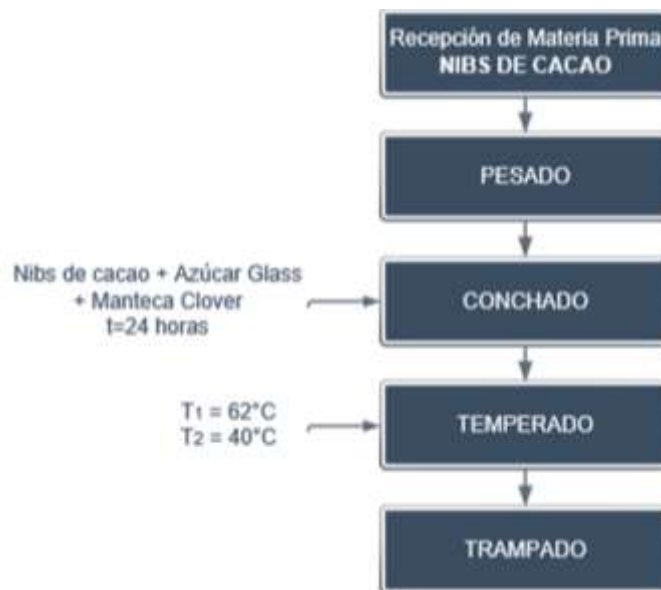 Recepción de Materia Prima
NIBS DE CACAO
PESADO
Nibs de cacao + Azúcar Glass
+ Manteca Clover
t=24 horas
CONCHADO
T1 = 62°C
T2 = 40°C
TEMPERADO
TRAMPADO